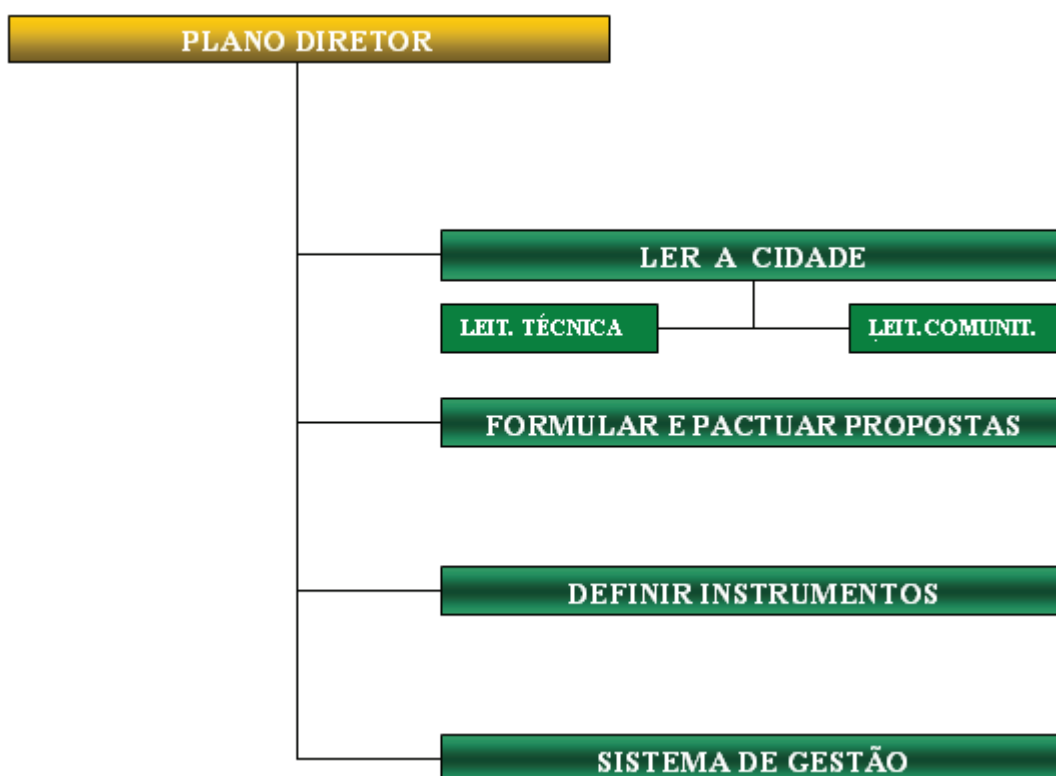 PLANO DIRETOR
LER A CIDADE
LEIT. TÉCNICA
LEIT.COMUNIT.
FORMULAR E PACTUAR PROPOSTAS
DEFINIR INSTRUMENTOS
SISTEMA DE GESTÃO